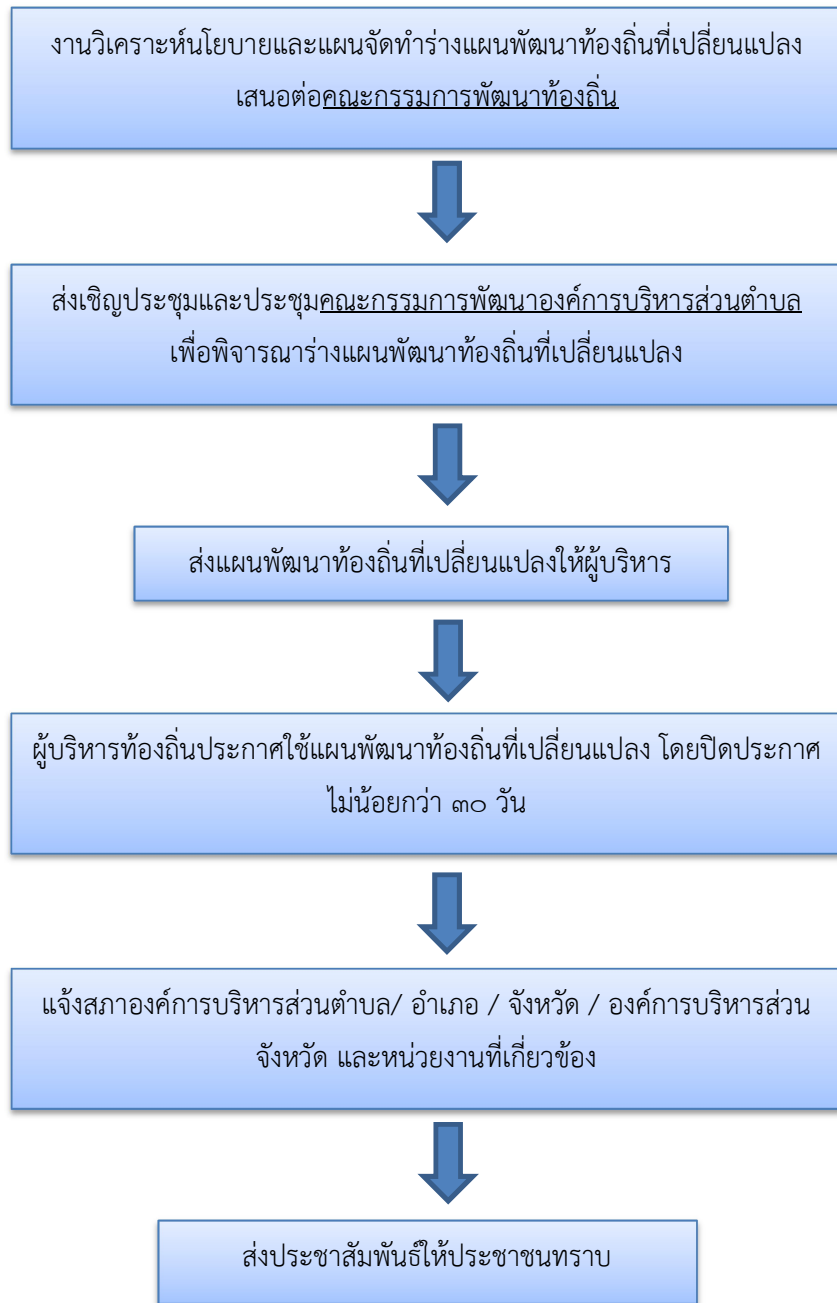 งานวิเคราะห์นโยบายและแผนจัดทำร่างแผนพัฒนาท้องถิ่นที่เปลี่ยนแปลง
เสนอต่อคณะกรรมการพัฒนาท้องถิ่น
ส่งเชิญประชุมและประชุมคณะกรรมการพัฒนาองค์การบริหารส่วนตำบล
เพื่อพิจารณาร่างแผนพัฒนาท้องถิ่นที่เปลี่ยนแปลง
ส่งแผนพัฒนาท้องถิ่นที่เปลี่ยนแปลงให้ผู้บริหาร
ผู้บริหารท้องถิ่นประกาศใช้แผนพัฒนาท้องถิ่นที่เปลี่ยนแปลง โดยปิดประกาศ
ไม่น้อยกว่า ๓๐ วัน
แจ้งสภาองค์การบริหารส่วนตำบล/ อำเภอ / จังหวัด / องค์การบริหารส่วน
จังหวัด และหน่วยงานที่เกี่ยวข้อง
ส่งประชาสัมพันธ์ให้ประชาชนทราบ